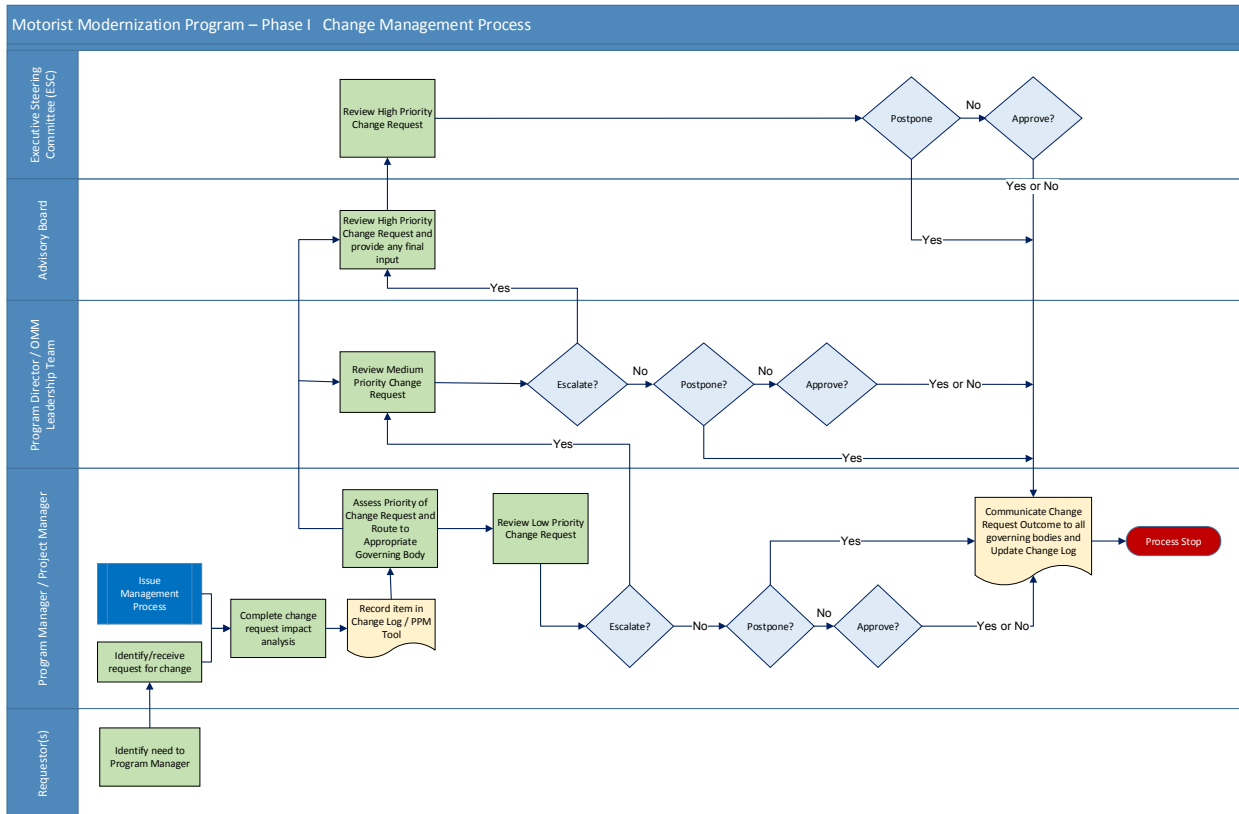 Motorist Modernization Program – Phase I   Change Management Process
Executive Steering
Committee (ESC)
Review High Priority
Change Request
Postpone
No
Approve?
Yes or No
Advisory Board
Review High Priority
Change Request and
provide any final
input
Yes
Yes
Program Director / OMM
Leadership Team
Review Medium
Priority Change
Request
Escalate?
No
Postpone?
No
Approve?
Yes or No
Yes
Yes
Program Manager / Project Manager
Assess Priority of
Change Request and
Route to
Appropriate
Governing Body
Review Low Priority
Change Request
Communicate Change
Request Outcome to all
governing bodies and
Update Change Log
Process Stop
Yes
Issue
Management
Process
Complete change
request impact
analysis
Record item in
Change Log / PPM
Tool
Escalate?
No
Postpone?
No
Approve?
Yes or No
Identify/receive
request for change
Requestor(s)
Identify need to
Program Manager